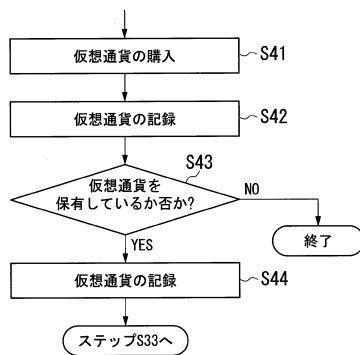 仮想通貨の購入
S41
仮想通貨の記録
S42
S43
仮想通貨を
保有しているか否か?
NO
終了
YES
仮想通貨の記録
S44
ステップS33へ